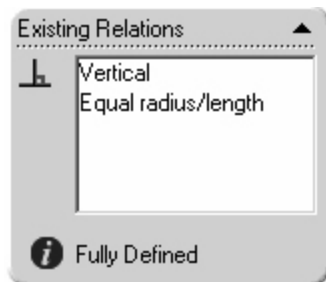 Existing Relations
Vertical
Equal radius/length
Fully Defined